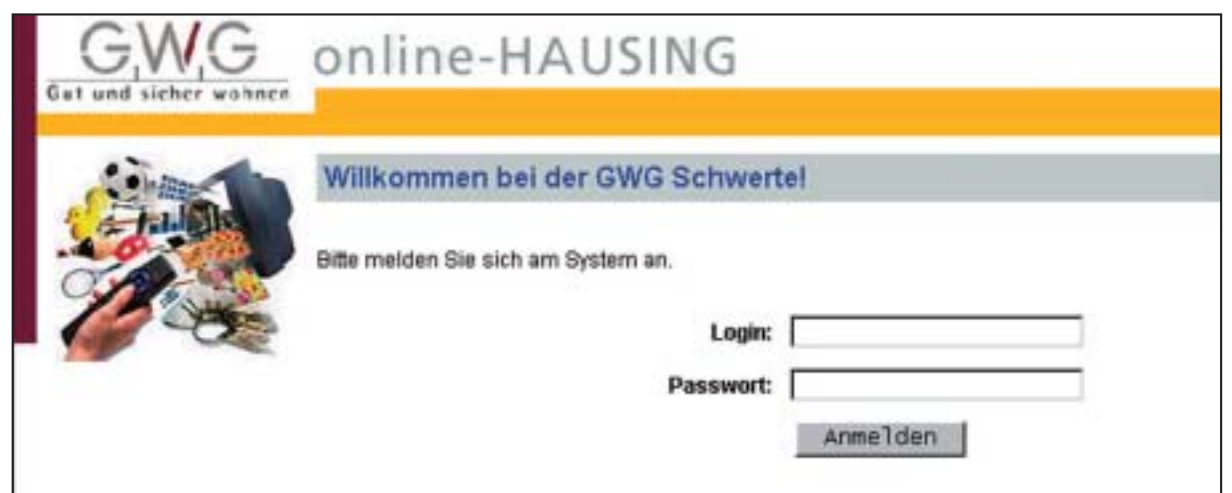 GWG
Gut und sicher wohnen
online-HAUSING
Willkommen bei der GWG Schwerte!
Bitte melden Sie sich am System an.
Login:
Passwort:
Anmelden